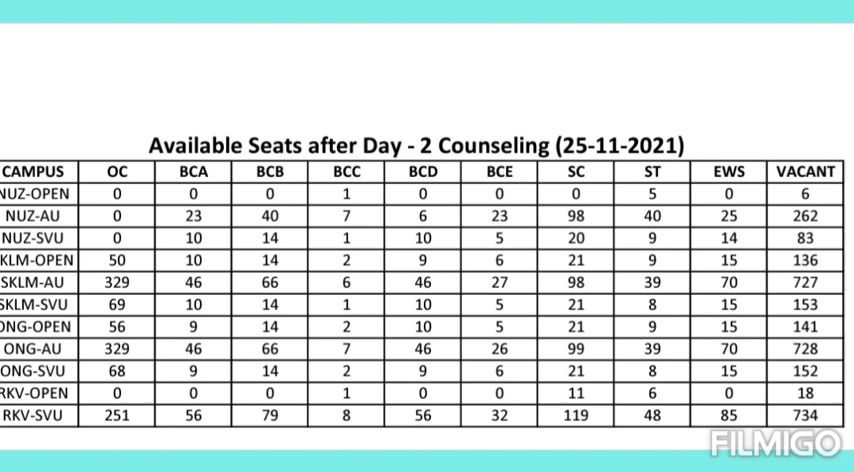 Available Seats after Day - 2 Counseling (25-11-2021)
CAMPUS OC BCA BCB BCC BCD BCE SC ST EWS VACANT
NUZ-OPEN 0 0 0 1 0 0 0 5 0 6
NUZ-AU 0 23 40 7 6 23 98 40 25 262
NUZ-SVU 0 10 14 1 10 5 20 9 14 83
KLM-OPEN 50 10 14 2 9 6 21 9 15 136
SKLM-AU 329 46 66 6 46 27 98 39 70 727
SKLM-SVU 69 10 14 1 10 5 21 8 15 153
ONG-OPEN 56 9 14 2 10 5 21 9 15 141
ONG-AU 329 46 66 7 46 26 99 39 70 728
ONG-SVU 68 9 14 2 9 6 21 8 15 152
RKV-OPEN 0 0 0 1 0 0 11 6 0 18
RKV-SVU 251 56 79 8 56 32 119 48 85 734
FILMIGO